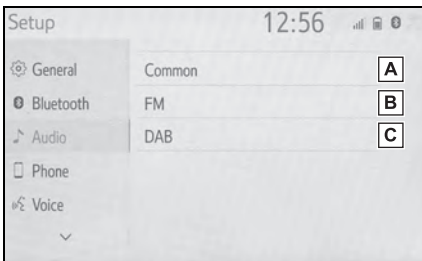 Setup 12:56
General
Bluetooth
Audio
Phone
Voice
Common A
FM B
DAB C